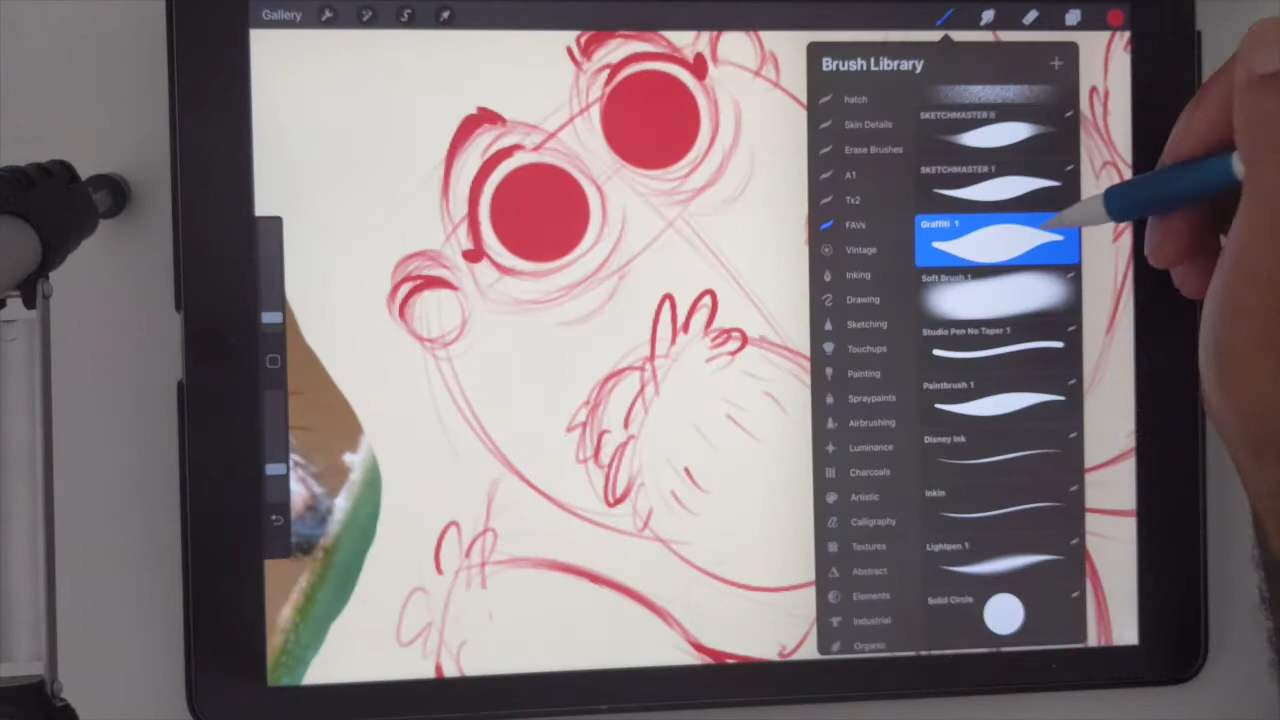 Gallery
Brush Library
hatch
Skin Details
Erase Brushes
A1
Tx2
FAVs
Vintage
Inking
Drawing
Sketching
Touchups
Painting
Spraypaints
Airbrushing
Luminance
Charcoals
Artistic
Calligraphy
Textures
Abstract
Elements
Industrial
Organic
SKETCHMASTER II
SKETCHMASTER 1
Graffiti 1
Soft Brush 1
Studio Pen No Taper 1
Paintbrush 1
Disney Ink
Inkin
Lightpen 1
Solid Circle